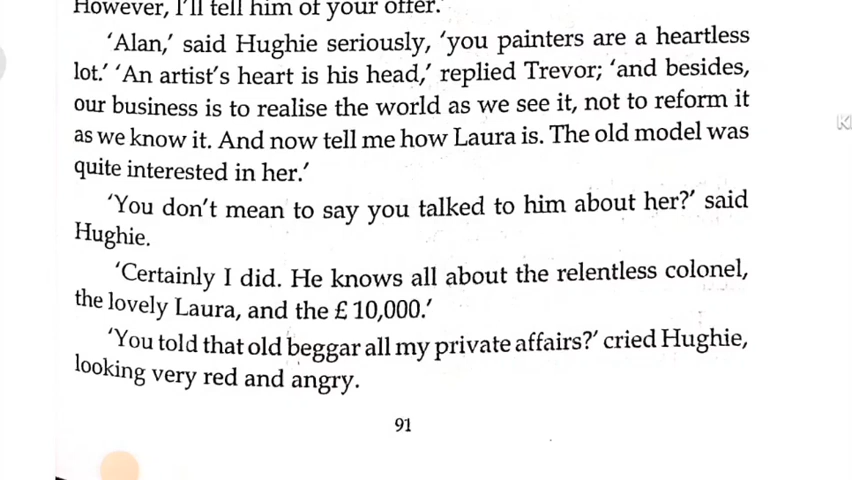 However, I'll tell him of your offer.'
'Alan,' said Hughie seriously, 'you painters are a heartless
lot.' 'An artist's heart is his head,' replied Trevor; 'and besides,
our business is to realise the world as we see it, not to reform it
as we know it. And now tell me how Laura is. The old model was
quite interested in her.'
'You don't mean to say you talked to him about her?' said
Hughie.
'Certainly I did. He knows all about the relentless colonel,
the lovely Laura, and the £ 10,000.'
'You told that old beggar all my private affairs?' cried Hughie,
looking very red and angry.
91